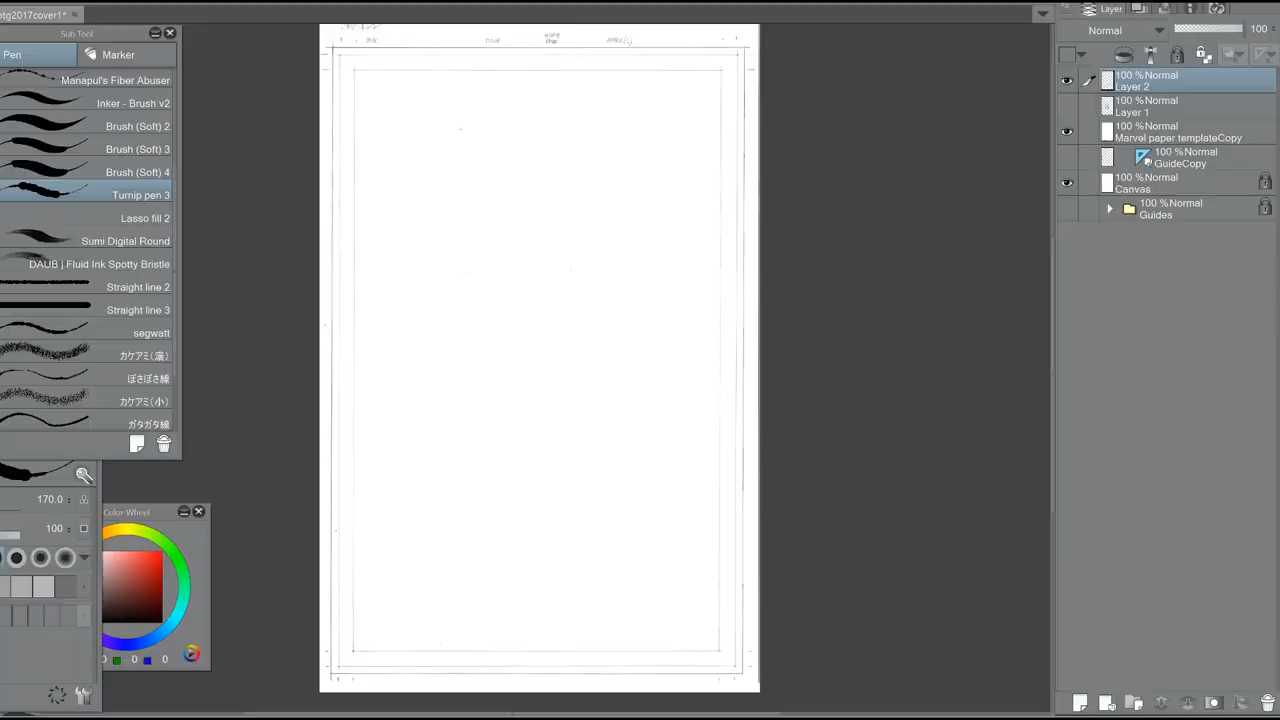 otg2017cover1*
Sub Tool
Pen
Marker
Manapul's Fiber Abuser
Inker - Brush v2
Brush (Soft) 2
Brush (Soft) 3
Brush (Soft) 4
Turnip pen 3
Lasso fill 2
Sumi Digital Round
DAUB | Fluid Ink Spotty Bristle
Straight line 2
Straight line 3
segwatt
カケアミ(濃)
ぼさぼさ線
カケアミ(小)
ガタガタ線
170.0
100
Color Wheel
0 0 0
Layer
Normal
100
100 %Normal
Layer 2
100 %Normal
Layer 1
100 %Normal
Marvel paper templateCopy
100 %Normal
GuideCopy
100 %Normal
Canvas
100 %Normal
Guides